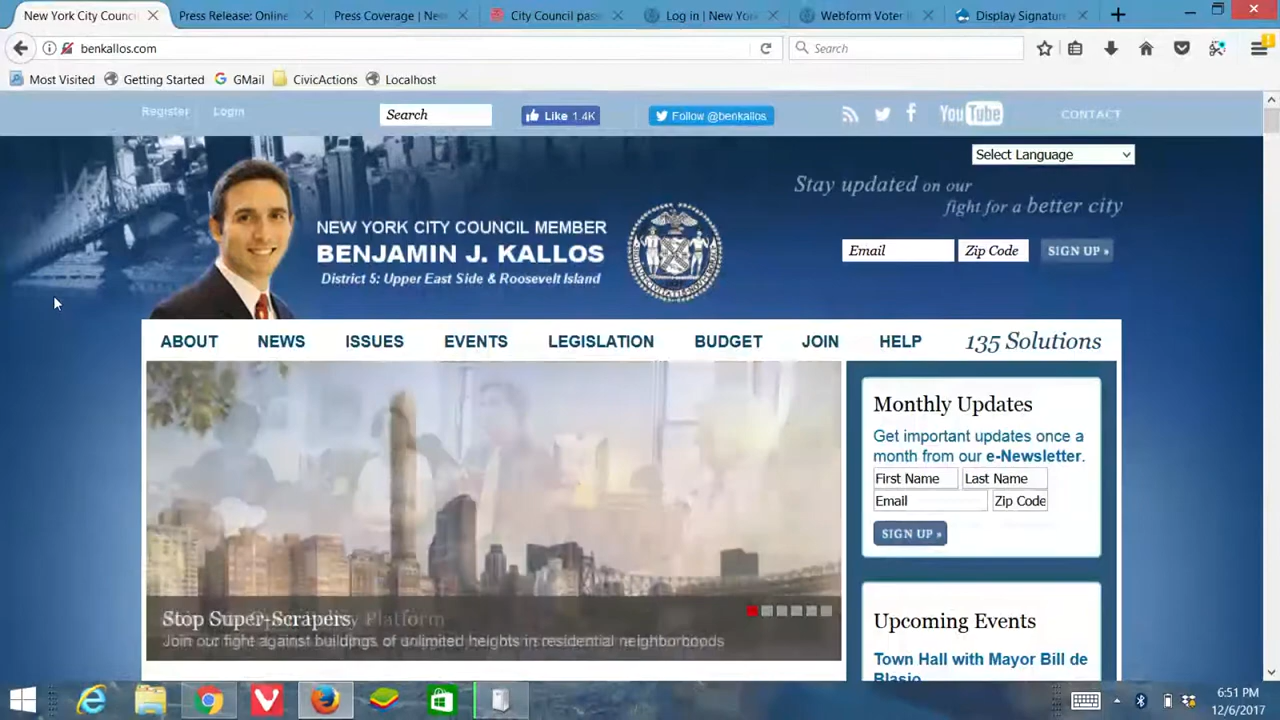 New York City Counci
Press Release: Online
Press Coverage | Nev
City Council pass
Log in | New Yor
Webform Voter
Display Signatur
benkallos.com
Search
Most Visited
Getting Started
GMail
CivicActions
Localhost
Register
Login
Search
Like 1.4K
Follow @benkallos
YouTube
CONTACT
Select Language
Stay updated on our
fight for a better city
NEW YORK CITY COUNCIL MEMBER
BENJAMIN J. KALLOS
District 5: Upper East Side & Roosevelt Island
Email
Zip Code
SIGN UP »
ABOUT
NEWS
ISSUES
EVENTS
LEGISLATION
BUDGET
JOIN
HELP
135 Solutions
Monthly Updates
Get important updates once a
month from our e-Newsletter.
First Name
Last Name
Email
Zip Code
SIGN UP »
Stop Super-Scrapers
Platform
Join our fight against buildings of unlimited heights in residential neighborhoods
Upcoming Events
Town Hall with Mayor Bill de
Blasio
6:51 PM
12/6/2017